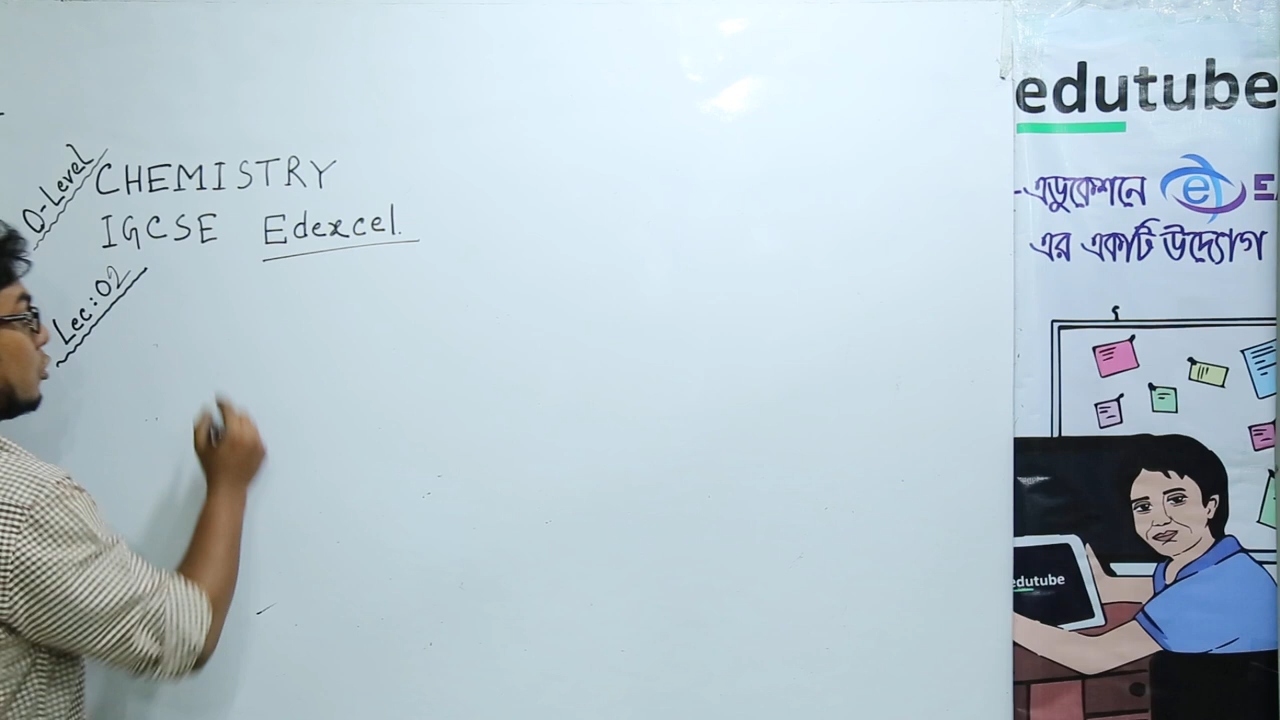 O-Level
CHEMISTRY
IGCSE Edexcel.
Lec: 02
edutube
-এডুকেশনে
এর একটি উদ্যোগ
edutube